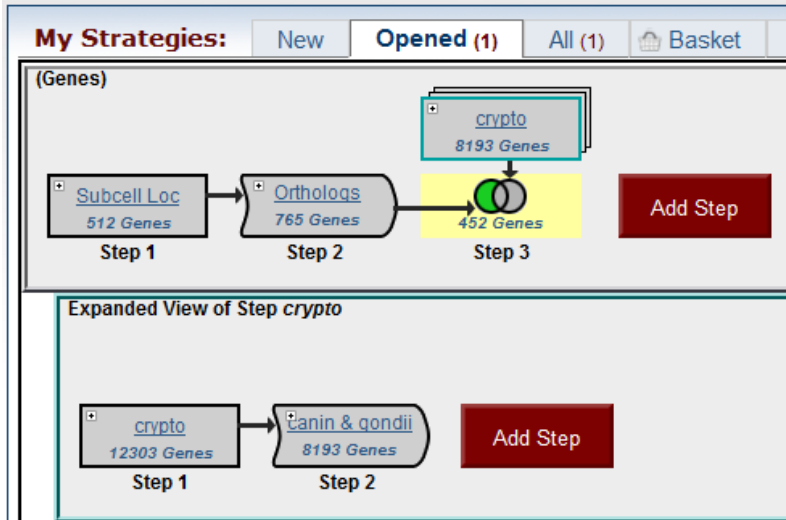 My Strategies: New Opened (1) All (1) Basket
(Genes)
crypto
8193 Genes
Subcell Loc
512 Genes
Step 1
Orthologs
765 Genes
Step 2
452 Genes
Step 3
Add Step
Expanded View of Step crypto
crypto
12303 Genes
Step 1
canin & gondii
8193 Genes
Step 2
Add Step